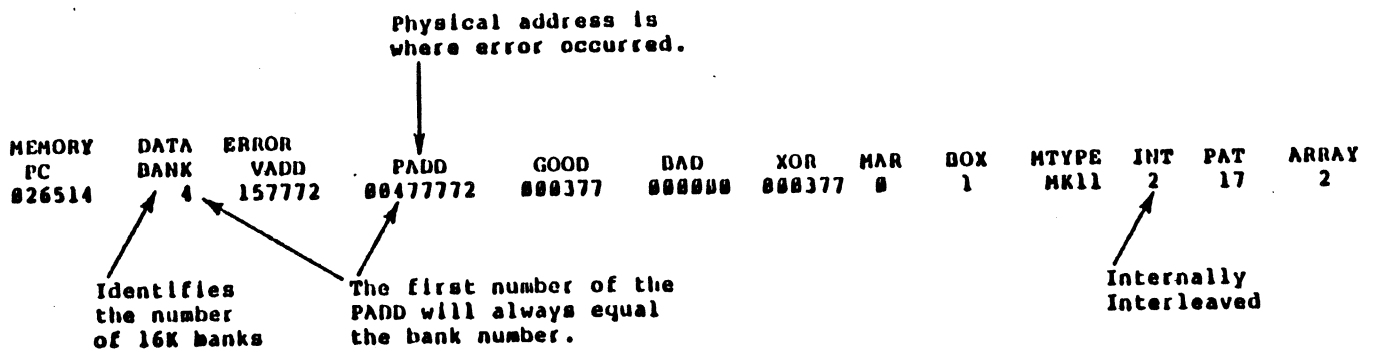 Physical address is
where error occurred.
MEMORY DATA ERROR
PC BANK VADD PADD GOOD BAD XOR MAR BOX MTYPE INT PAT ARRAY
026514 4 157772 00477772 000377 000000 000377 0 1 MK11 2 17 2
Identifies
the number
of 16K banks
The first number of the
PADD will always equal
the bank number.
Internally
Interleaved